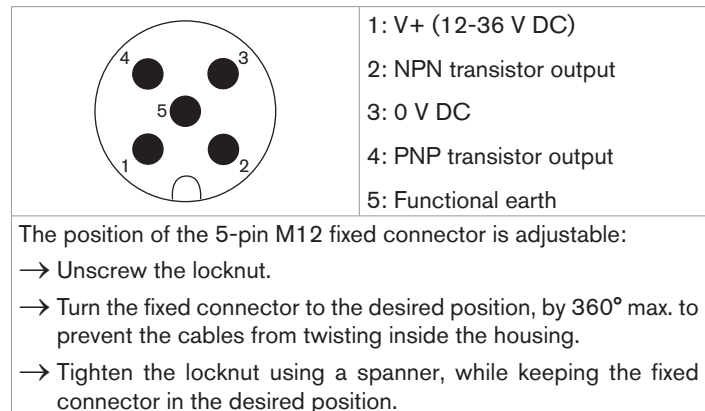 4
3
5
1
2
1: V+ (12-36 V DC)
2: NPN transistor output
3: 0 V DC
4: PNP transistor output
5: Functional earth
The position of the 5-pin M12 fixed connector is adjustable:
→ Unscrew the locknut.
→ Turn the fixed connector to the desired position, by 360° max. to
prevent the cables from twisting inside the housing.
→ Tighten the locknut using a spanner, while keeping the fixed
connector in the desired position.